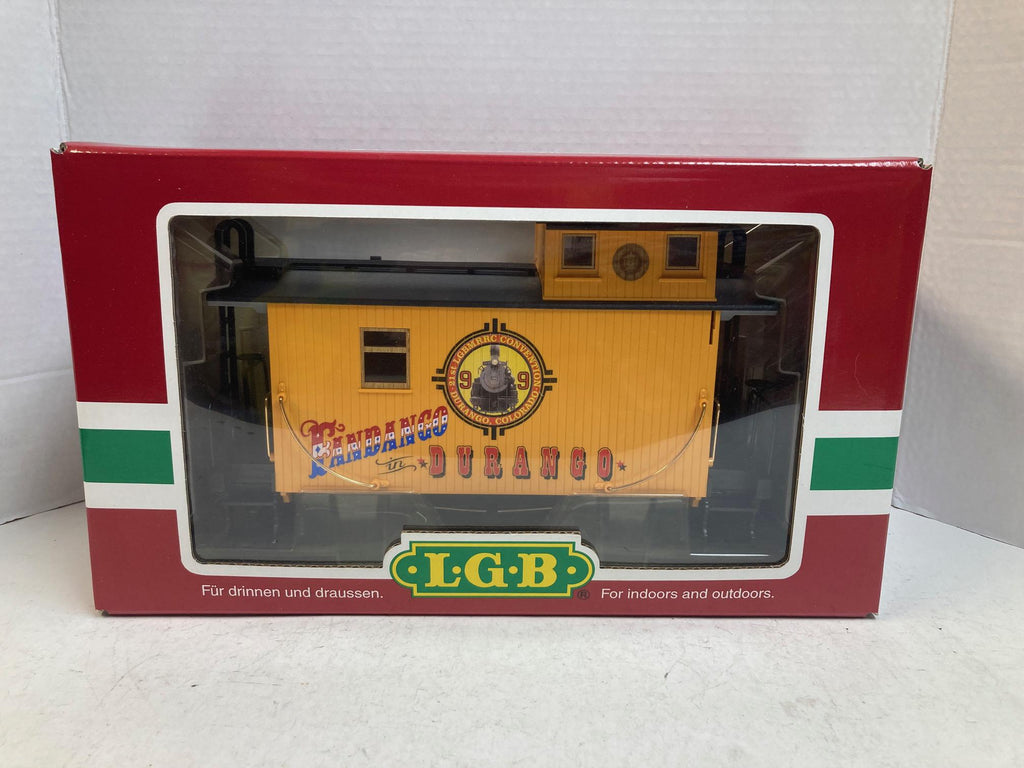 21st LGBMRRC CONVENTION
9 9
DURANGO, COLORADO
FANDANGO
in
DURANGO
L·G·B
®
Für drinnen und draussen.
For indoors and outdoors.